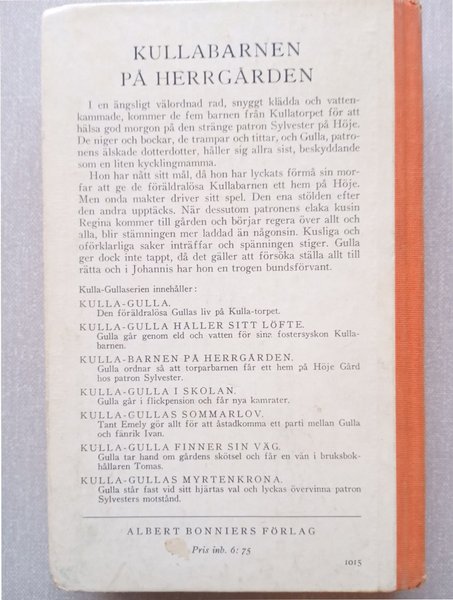 KULLABARNEN
PÅ HERRGÅRDEN
I en ängsligt välordnad rad, snyggt klädda och vatten-
kammade, kommer de fem barnen från Kullatorpet för att
hälsa god morgon på den stränge patron Sylvester på Höje.
De niger och bockar, de trampar och tittar, och Gulla, patro-
nens älskade dotterdotter, håller sig allra sist, beskyddande
som en liten kycklingmamma.
Hon har nått sitt mål, då hon har lyckats förmå sin mor-
far att ge de föräldralösa Kullabarnen ett hem på Höje.
Men onda makter driver sitt spel. Den ena stölden efter
den andra upptäcks. När dessutom patronens elaka kusin
Regina kommer till gården och börjar regera över allt och
alla, blir stämningen mer laddad än någonsin. Kusliga och
oförklarliga saker inträffar och spänningen stiger. Gulla
ger dock inte tappt, då det gäller att försöka ställa allt till
rätta och i Johannis har hon en trogen bundsförvant.
Kulla-Gullaserien innehåller:
KULLA-GULLA.
Den föräldralösa Gullas liv på Kulla-torpet.
KULLA-GULLA HÅLLER SITT LÖFTE.
Gulla går genom eld och vatten för sina fostersyskon Kulla-
barnen.
KULLA-BARNEN PÅ HERRGÅRDEN.
Gulla ordnar så att torparbarnen får ett hem på Höje Gård
hos patron Sylvester.
KULLA-GULLA I SKOLAN.
Gulla går i flickpension och får nya kamrater.
KULLA-GULLAS SOMMARLOV.
Tant Emely gör allt för att åstadkomma ett parti mellan Gulla
och fänrik Ivan.
KULLA-GULLA FINNER SIN VÄG.
Gulla tar hand om gårdens skötsel och får en vän i bruksbok-
hållaren Tomas.
KULLA-GULLAS MYRTENKRONA.
Gulla står fast vid sitt hjärtas val och lyckas övervinna patron
Sylvesters motstånd.
ALBERT BONNIERS FÖRLAG
Pris inb. 6: 75
1015